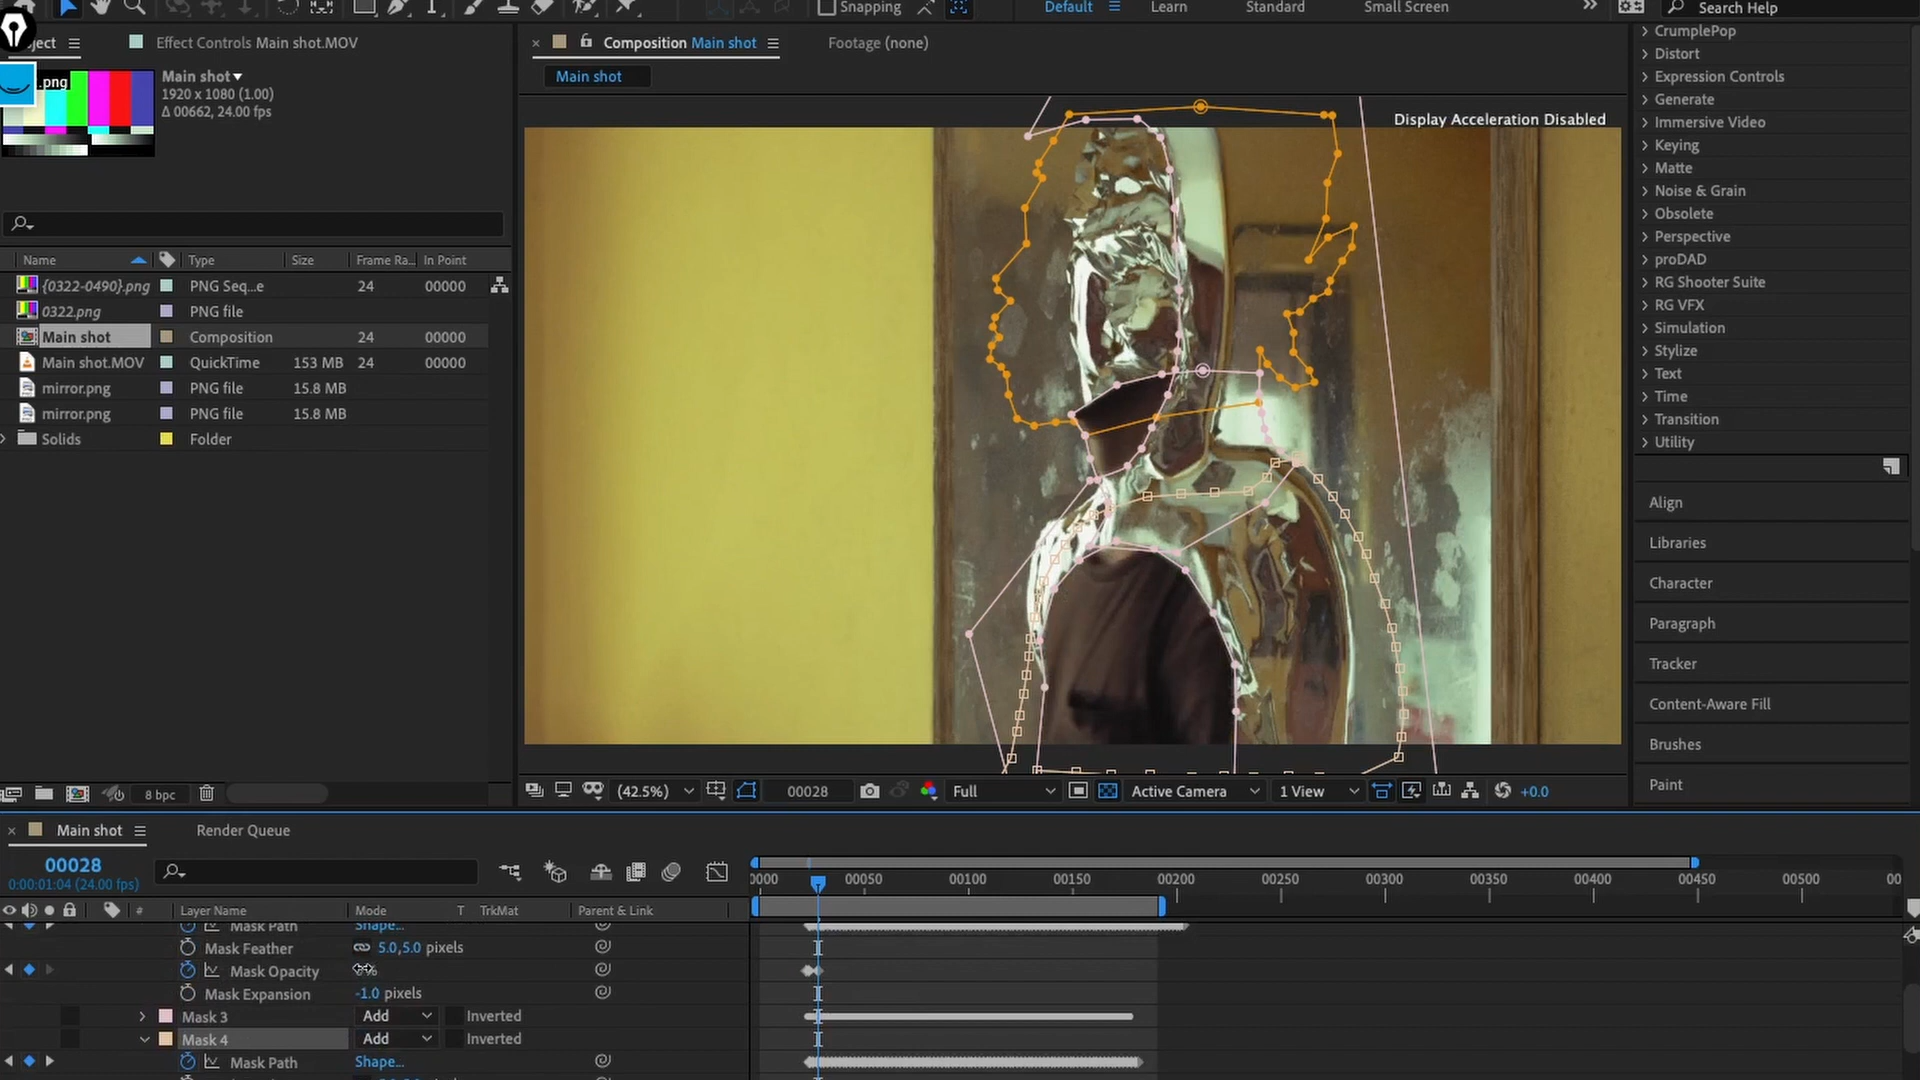 Snapping
Default
Learn
Standard
Small Screen
Search Help
ject
Effect Controls Main shot.MOV
Composition Main shot
Footage (none)
.png
Main shot
1920 x 1080 (1.00)
Δ 00662, 24.00 fps
Main shot
Display Acceleration Disabled
Name Type Size Frame Ra... In Point
{0322-0490}.png PNG Seq...e 24 00000
0322.png PNG file 24 00000
Main shot Composition 24 00000
Main shot.MOV QuickTime 153 MB 24 00000
mirror.png PNG file 15.8 MB
mirror.png PNG file 15.8 MB
Solids Folder
8 bpc
CrumplePop
Distort
Expression Controls
Generate
Immersive Video
Keying
Matte
Noise & Grain
Obsolete
Perspective
proDAD
RG Shooter Suite
RG VFX
Simulation
Stylize
Text
Time
Transition
Utility
Align
Libraries
Character
Paragraph
Tracker
Content-Aware Fill
Brushes
Paint
(42.5%)
00028
Full
Active Camera
1 View
+0.0
Main shot
Render Queue
00028
0:00:01:04 (24.00 fps)
0000 00050 00100 00150 00200 00250 00300 00350 00400 00450 00500 00
# Layer Name Mode T TrkMat Parent & Link
Mask Path Shape...
Mask Feather 5.0,5.0 pixels
Mask Opacity
Mask Expansion -1.0 pixels
Mask 3 Add Inverted
Mask 4 Add Inverted
Mask Path Shape...